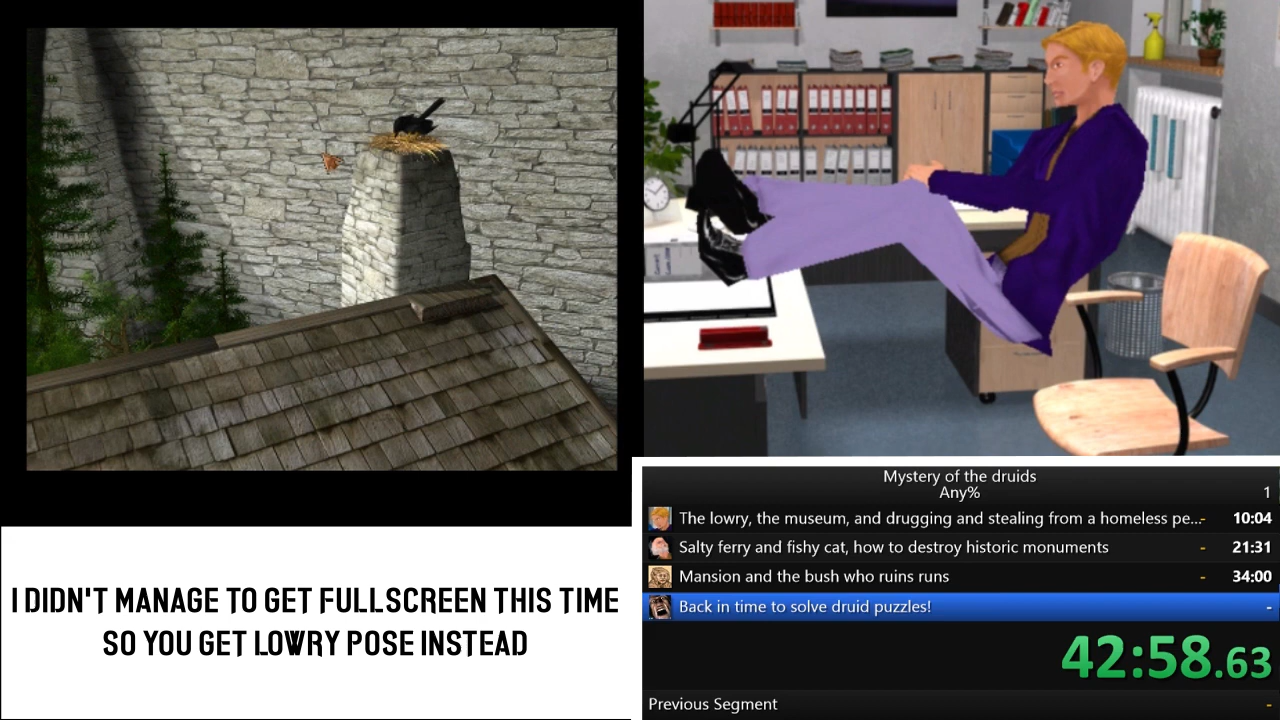 I DIDN'T MANAGE TO GET FULLSCREEN THIS TIME
SO YOU GET LOWRY POSE INSTEAD
Mystery of the druids
Any%
1
The lowry, the museum, and drugging and stealing from a homeless pe... - 10:04
Salty ferry and fishy cat, how to destroy historic monuments - 21:31
Mansion and the bush who ruins runs - 34:00
Back in time to solve druid puzzles! -
42:58.63
Previous Segment -